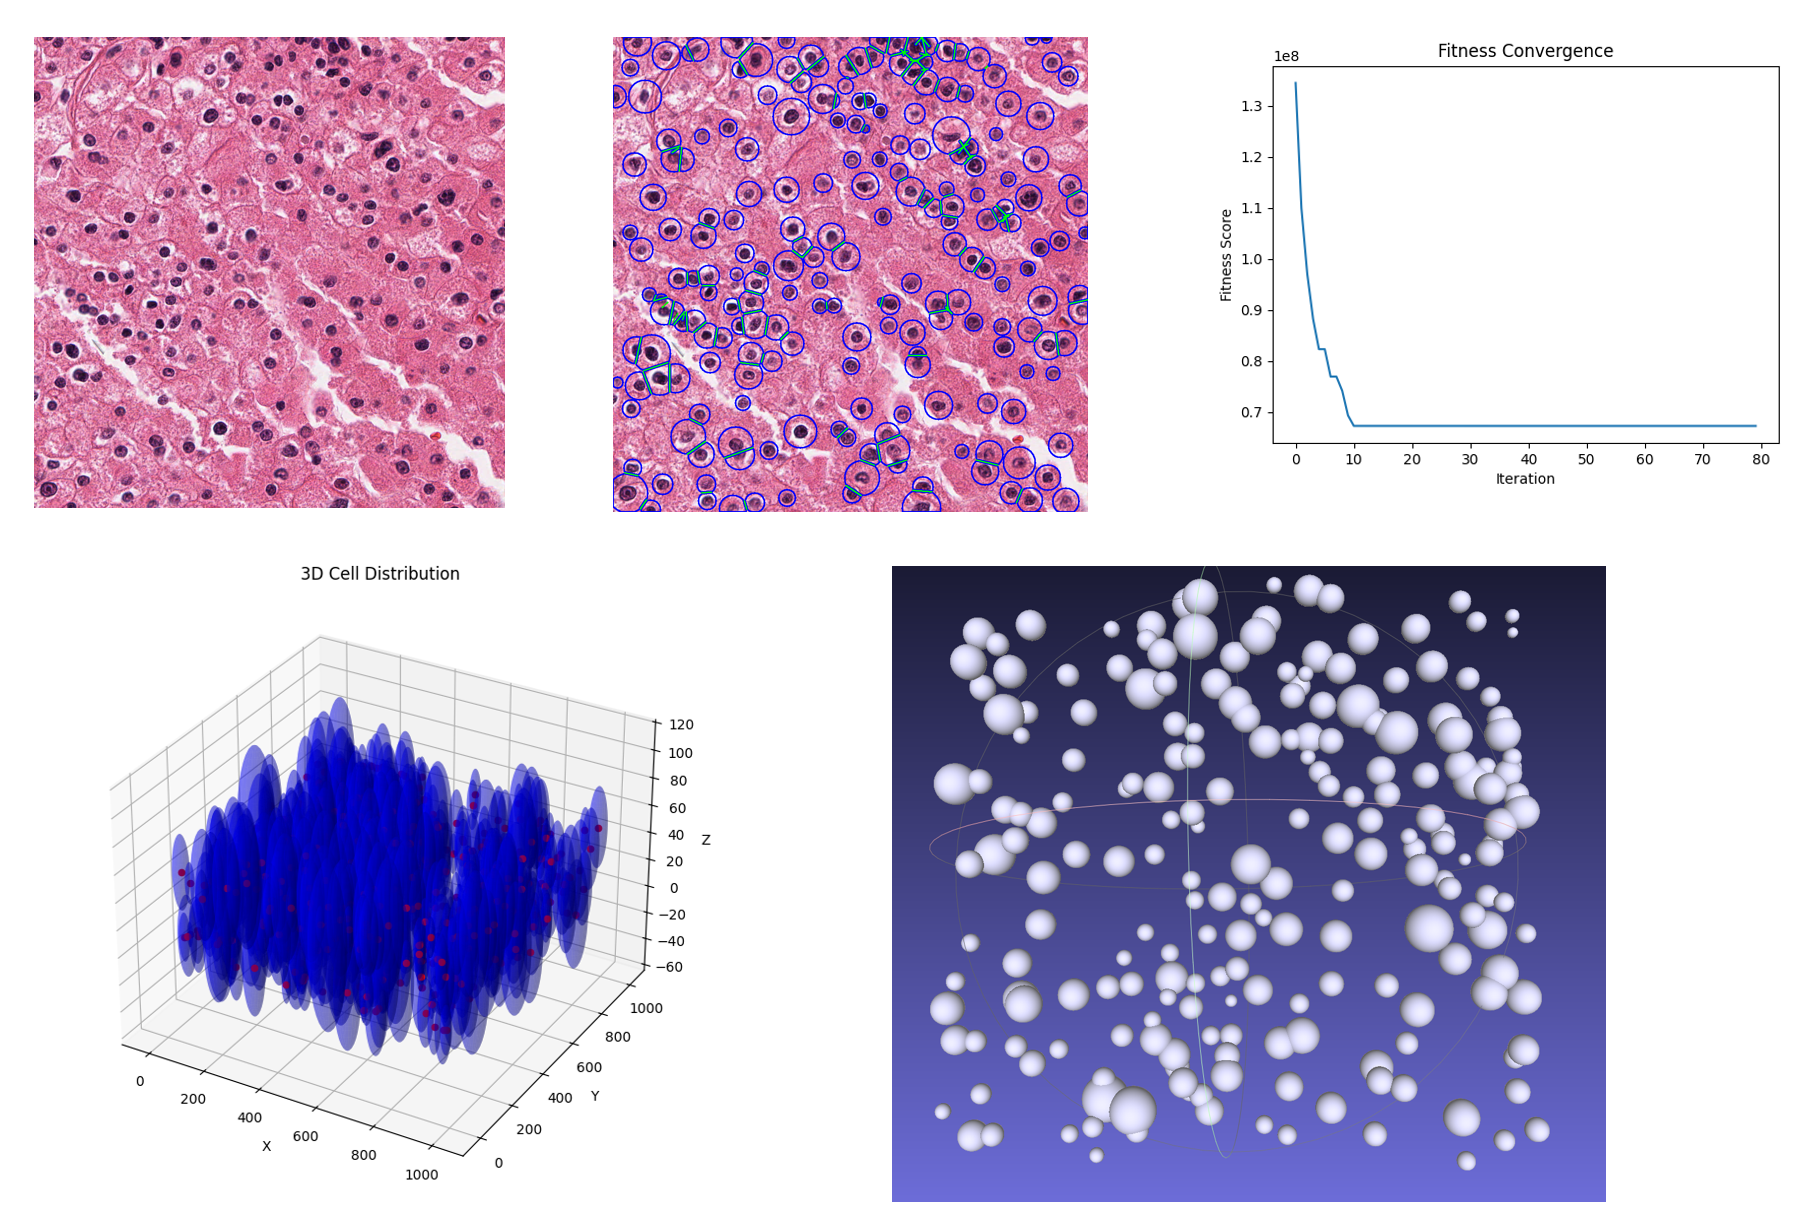 Fitness Convergence
1e8
1.3
1.2
1.1
1.0
0.9
0.8
0.7
Fitness Score
0 10 20 30 40 50 60 70 80
Iteration
3D Cell Distribution
120
100
80
60
40
20
0
−20
−40
−60
Z
0 200 400 600 800 1000
X
0 200 400 600 800 1000
Y